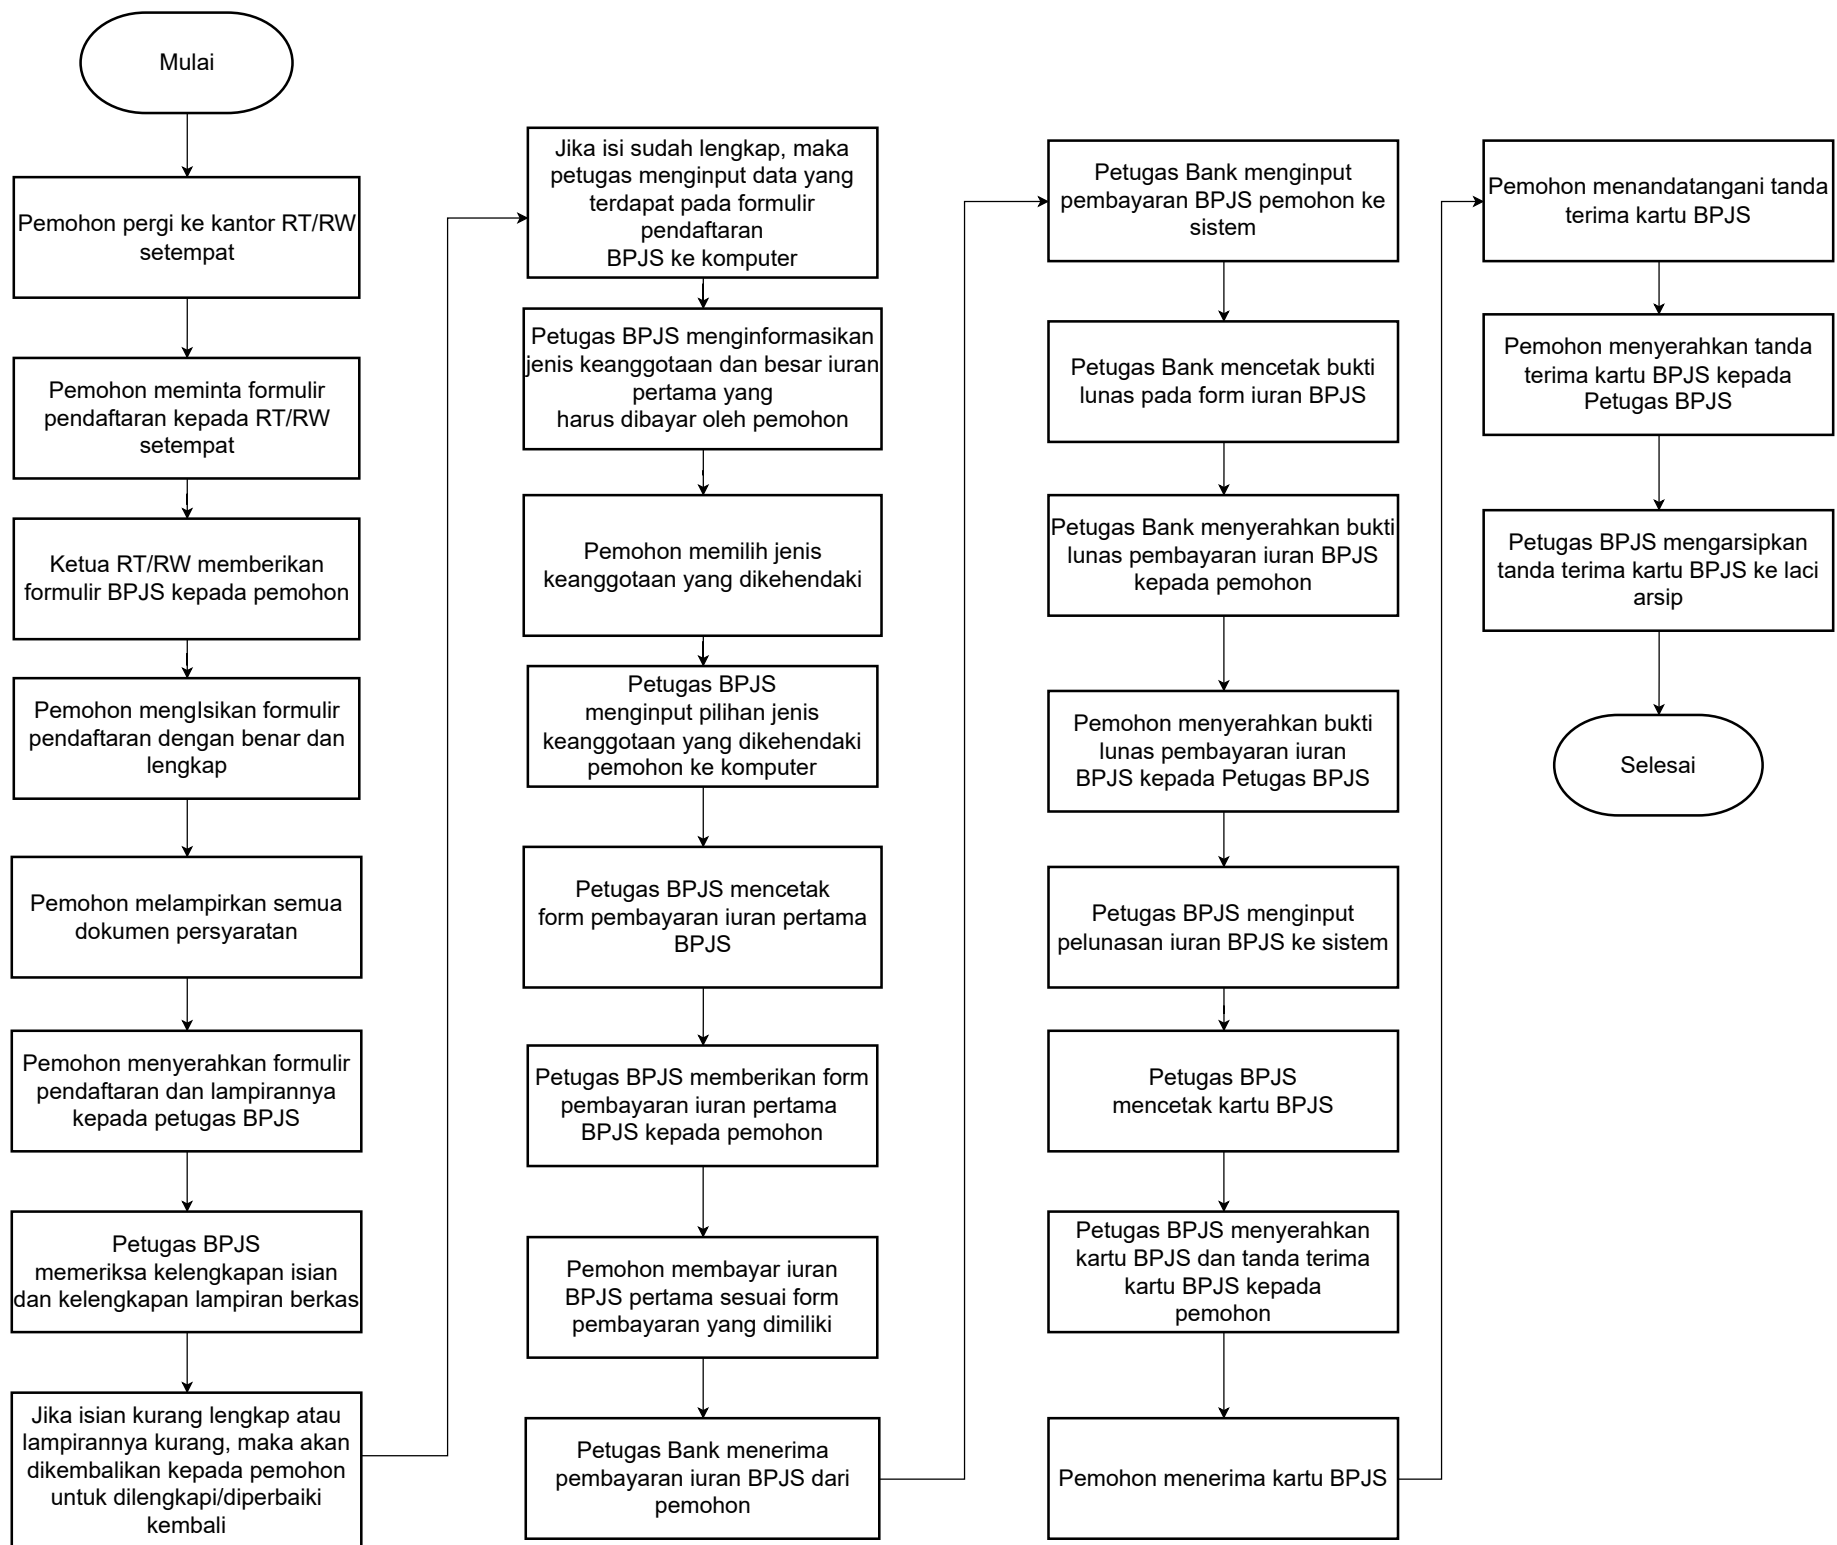 Mulai
Pemohon pergi ke kantor RT/RW
setempat
Pemohon meminta formulir
pendaftaran kepada RT/RW
setempat
Ketua RT/RW memberikan
formulir BPJS kepada pemohon
Pemohon mengIsikan formulir
pendaftaran dengan benar dan
lengkap
Pemohon melampirkan semua
dokumen persyaratan
Pemohon menyerahkan formulir
pendaftaran dan lampirannya
kepada petugas BPJS
Petugas BPJS
memeriksa kelengkapan isian
dan kelengkapan lampiran berkas
Jika isian kurang lengkap atau
lampirannya kurang, maka akan
dikembalikan kepada pemohon
untuk dilengkapi/diperbaiki
kembali
Jika isi sudah lengkap, maka
petugas menginput data yang
terdapat pada formulir
pendaftaran
BPJS ke komputer
Petugas BPJS menginformasikan
jenis keanggotaan dan besar iuran
pertama yang
harus dibayar oleh pemohon
Pemohon memilih jenis
keanggotaan yang dikehendaki
Petugas BPJS
menginput pilihan jenis
keanggotaan yang dikehendaki
pemohon ke komputer
Petugas BPJS mencetak
form pembayaran iuran pertama
BPJS
Petugas BPJS memberikan form
pembayaran iuran pertama
BPJS kepada pemohon
Pemohon membayar iuran
BPJS pertama sesuai form
pembayaran yang dimiliki
Petugas Bank menerima
pembayaran iuran BPJS dari
pemohon
Petugas Bank menginput
pembayaran BPJS pemohon ke
sistem
Petugas Bank mencetak bukti
lunas pada form iuran BPJS
Petugas Bank menyerahkan bukti
lunas pembayaran iuran BPJS
kepada pemohon
Pemohon menyerahkan bukti
lunas pembayaran iuran
BPJS kepada Petugas BPJS
Petugas BPJS menginput
pelunasan iuran BPJS ke sistem
Petugas BPJS
mencetak kartu BPJS
Petugas BPJS menyerahkan
kartu BPJS dan tanda terima
kartu BPJS kepada
pemohon
Pemohon menerima kartu BPJS
Pemohon menandatangani tanda
terima kartu BPJS
Pemohon menyerahkan tanda
terima kartu BPJS kepada
Petugas BPJS
Petugas BPJS mengarsipkan
tanda terima kartu BPJS ke laci
arsip
Selesai